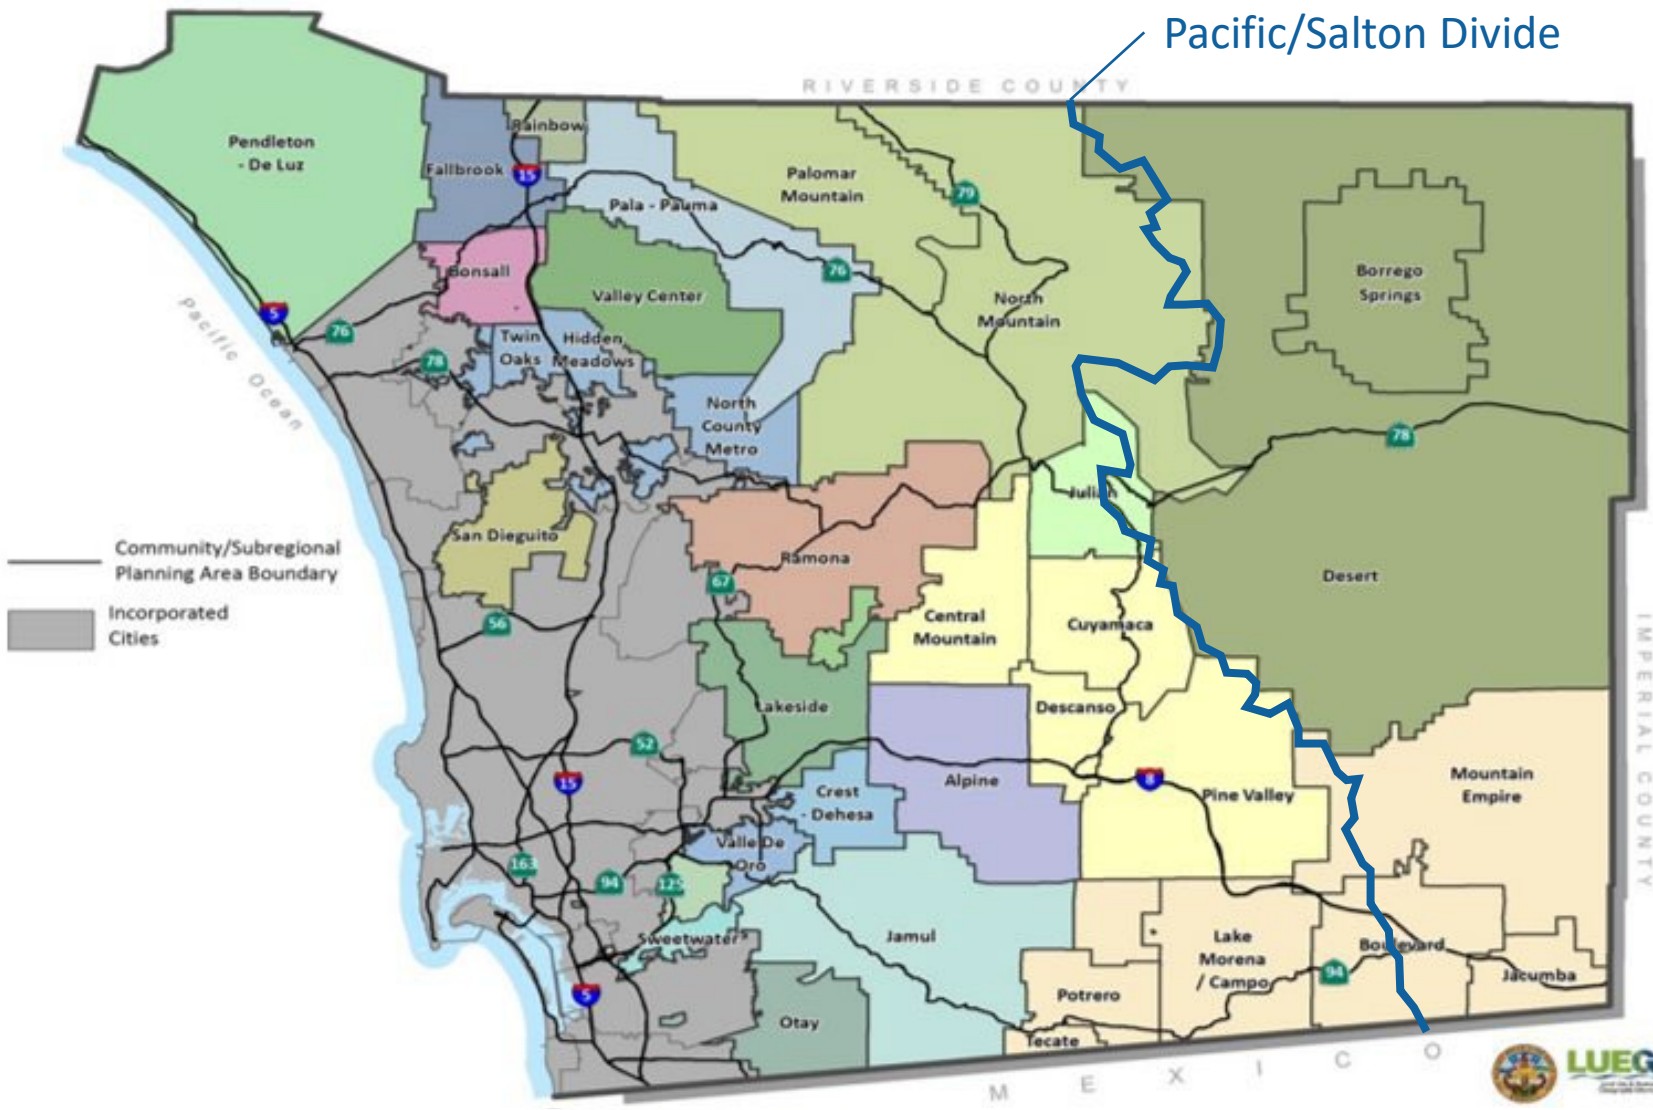 Pacific/Salton Divide
RIVERSIDE COUNTY
Pendleton
- De Luz
Rainbow
Fallbrook
15
Palomar
Mountain
79
Pala - Pauma
Bonsall
76
Valley Center
North
Mountain
Borrego
Springs
Pacific Ocean
5
76
Twin
Oaks
Hidden
Meadows
78
North
County
Metro
78
Julian
San Dieguito
Community/Subregional
Planning Area Boundary
Ramona
67
Desert
Incorporated
Cities
56
Central
Mountain
Cuyamaca
IMPERIAL COUNTY
Lakeside
Descanso
52
15
Alpine
8
Pine Valley
Mountain
Empire
Crest
- Dehesa
Valle De
Oro
163
94
125
Sweetwater
Jamul
Lake
Morena
/ Campo
Boulevard
94
Jacumba
5
Potrero
Otay
Tecate
MEXICO
LUEG